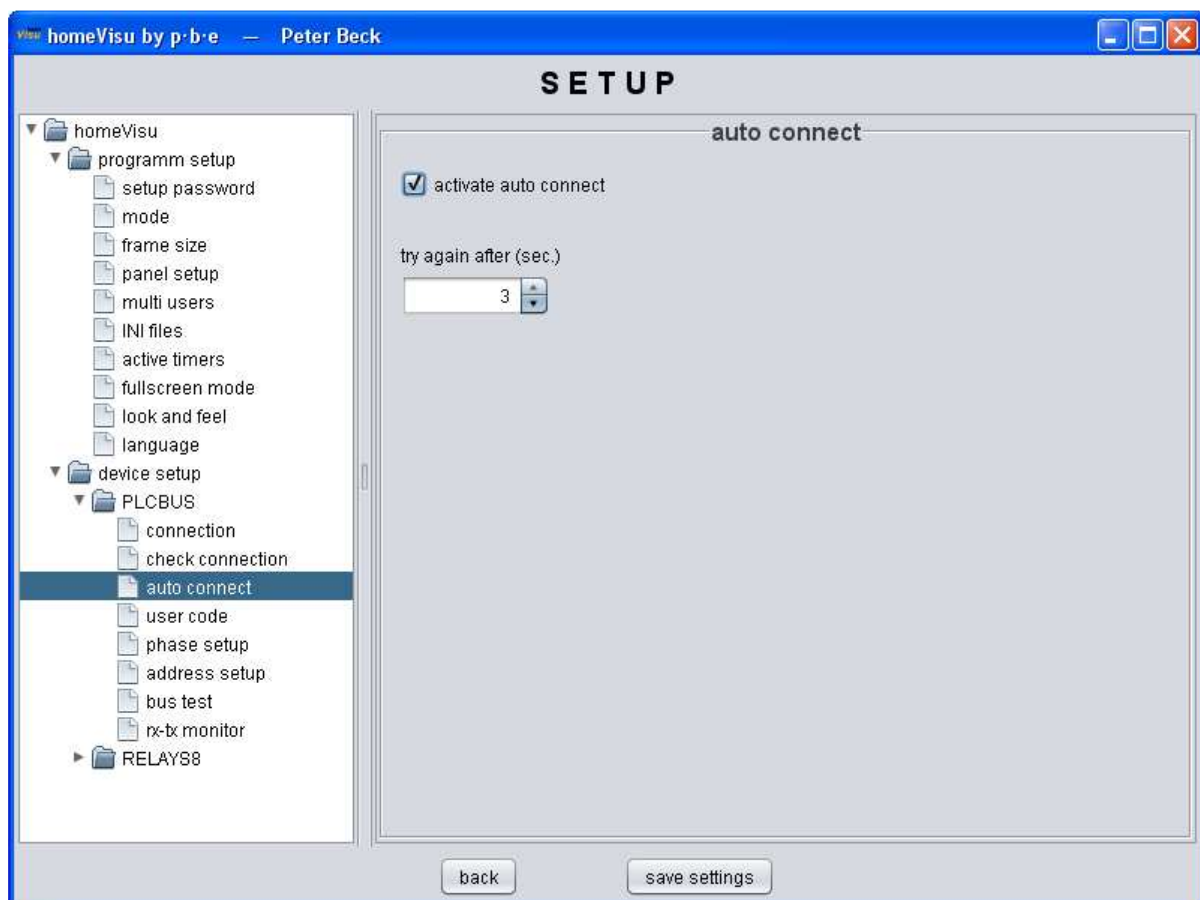 Visu homeVisu by p·b·e — Peter Beck
SETUP
homeVisu
programm setup
setup password
mode
frame size
panel setup
multi users
INI files
active timers
fullscreen mode
look and feel
language
device setup
PLCBUS
connection
check connection
auto connect
user code
phase setup
address setup
bus test
rx-tx monitor
RELAYS8
auto connect
activate auto connect
try again after (sec.)
3
back
save settings